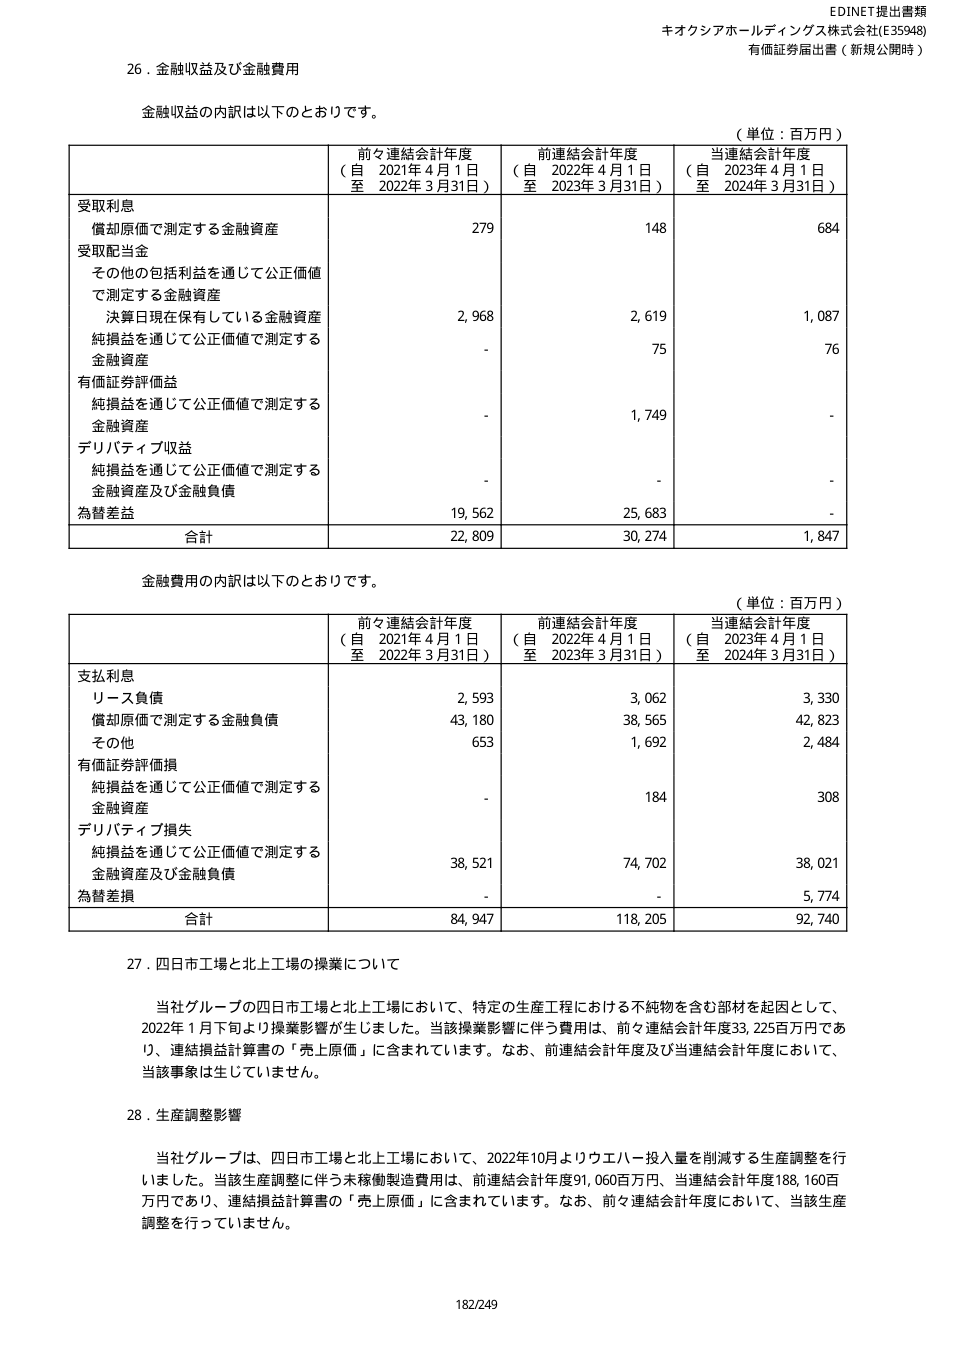 EDINET提出書類
キオクシアホールディングス株式会社(E35948)
有価証券届出書（新規公開時）
26．金融収益及び金融費用
金融収益の内訳は以下のとおりです。
（単位：百万円）
前々連結会計年度 前連結会計年度 当連結会計年度
（自　2021年４月１日 （自　2022年４月１日 （自　2023年４月１日
至　2022年３月31日） 至　2023年３月31日） 至　2024年３月31日）
受取利息
償却原価で測定する金融資産 279 148 684
受取配当金
その他の包括利益を通じて公正価値
で測定する金融資産
決算日現在保有している金融資産 2,968 2,619 1,087
純損益を通じて公正価値で測定する
金融資産 - 75 76
有価証券評価益
純損益を通じて公正価値で測定する
金融資産 - 1,749 -
デリバティブ収益
純損益を通じて公正価値で測定する
金融資産及び金融負債 - - -
為替差益 19,562 25,683 -
合計 22,809 30,274 1,847
金融費用の内訳は以下のとおりです。
（単位：百万円）
前々連結会計年度 前連結会計年度 当連結会計年度
（自　2021年４月１日 （自　2022年４月１日 （自　2023年４月１日
至　2022年３月31日） 至　2023年３月31日） 至　2024年３月31日）
支払利息
リース負債 2,593 3,062 3,330
償却原価で測定する金融負債 43,180 38,565 42,823
その他 653 1,692 2,484
有価証券評価損
純損益を通じて公正価値で測定する
金融資産 - 184 308
デリバティブ損失
純損益を通じて公正価値で測定する
金融資産及び金融負債 38,521 74,702 38,021
為替差損 - - 5,774
合計 84,947 118,205 92,740
27．四日市工場と北上工場の操業について
当社グループの四日市工場と北上工場において、特定の生産工程における不純物を含む部材を起因として、
2022年１月下旬より操業影響が生じました。当該操業影響に伴う費用は、前々連結会計年度33,225百万円であ
り、連結損益計算書の「売上原価」に含まれています。なお、前連結会計年度及び当連結会計年度において、
当該事象は生じていません。
28．生産調整影響
当社グループは、四日市工場と北上工場において、2022年10月よりウエハー投入量を削減する生産調整を行
いました。当該生産調整に伴う未稼働製造費用は、前連結会計年度91,060百万円、当連結会計年度188,160百
万円であり、連結損益計算書の「売上原価」に含まれています。なお、前々連結会計年度において、当該生産
調整を行っていません。
182/249